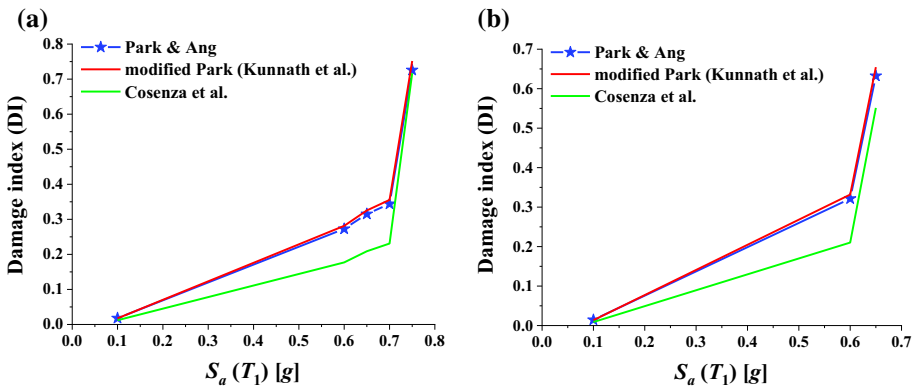 (a)
Park & Ang
modified Park (Kunnath et al.)
Cosenza et al.
Damage index (DI)
0.8
0.7
0.6
0.5
0.4
0.3
0.2
0.1
0.0
0.0 0.1 0.2 0.3 0.4 0.5 0.6 0.7 0.8
Sa (T1) [g]
(b)
Park & Ang
modified Park (Kunnath et al.)
Cosenza et al.
Damage index (DI)
0.7
0.6
0.5
0.4
0.3
0.2
0.1
0.0
0.0 0.1 0.2 0.3 0.4 0.5 0.6 0.7
Sa (T1) [g]